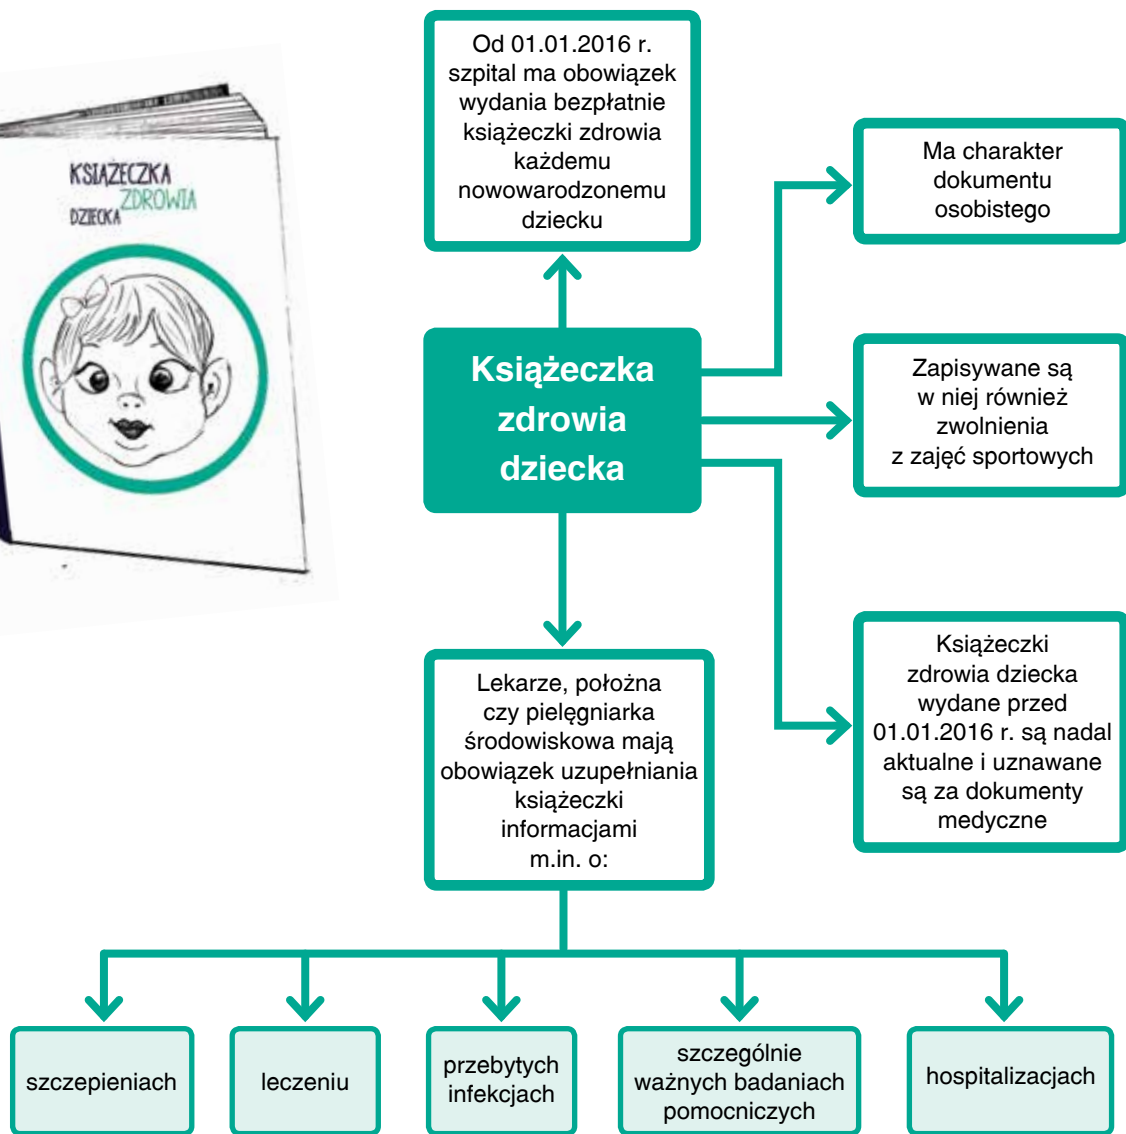 KSIĄŻECZKA
ZDROWIA
DZIECKA
Od 01.01.2016 r.
szpital ma obowiązek
wydania bezpłatnie
książeczki zdrowia
każdemu
nowowarodzonemu
dziecku
Ma charakter
dokumentu
osobistego
Książeczka
zdrowia
dziecka
Zapisywane są
w niej również
zwolnienia
z zajęć sportowych
Książeczki
zdrowia dziecka
wydane przed
01.01.2016 r. są nadal
aktualne i uznawane
są za dokumenty
medyczne
Lekarze, położna
czy pielęgniarka
środowiskowa mają
obowiązek uzupełniania
książeczki
informacjami
m.in. o:
szczepieniach
leczeniu
przebytych
infekcjach
szczególnie
ważnych badaniach
pomocniczych
hospitalizacjach